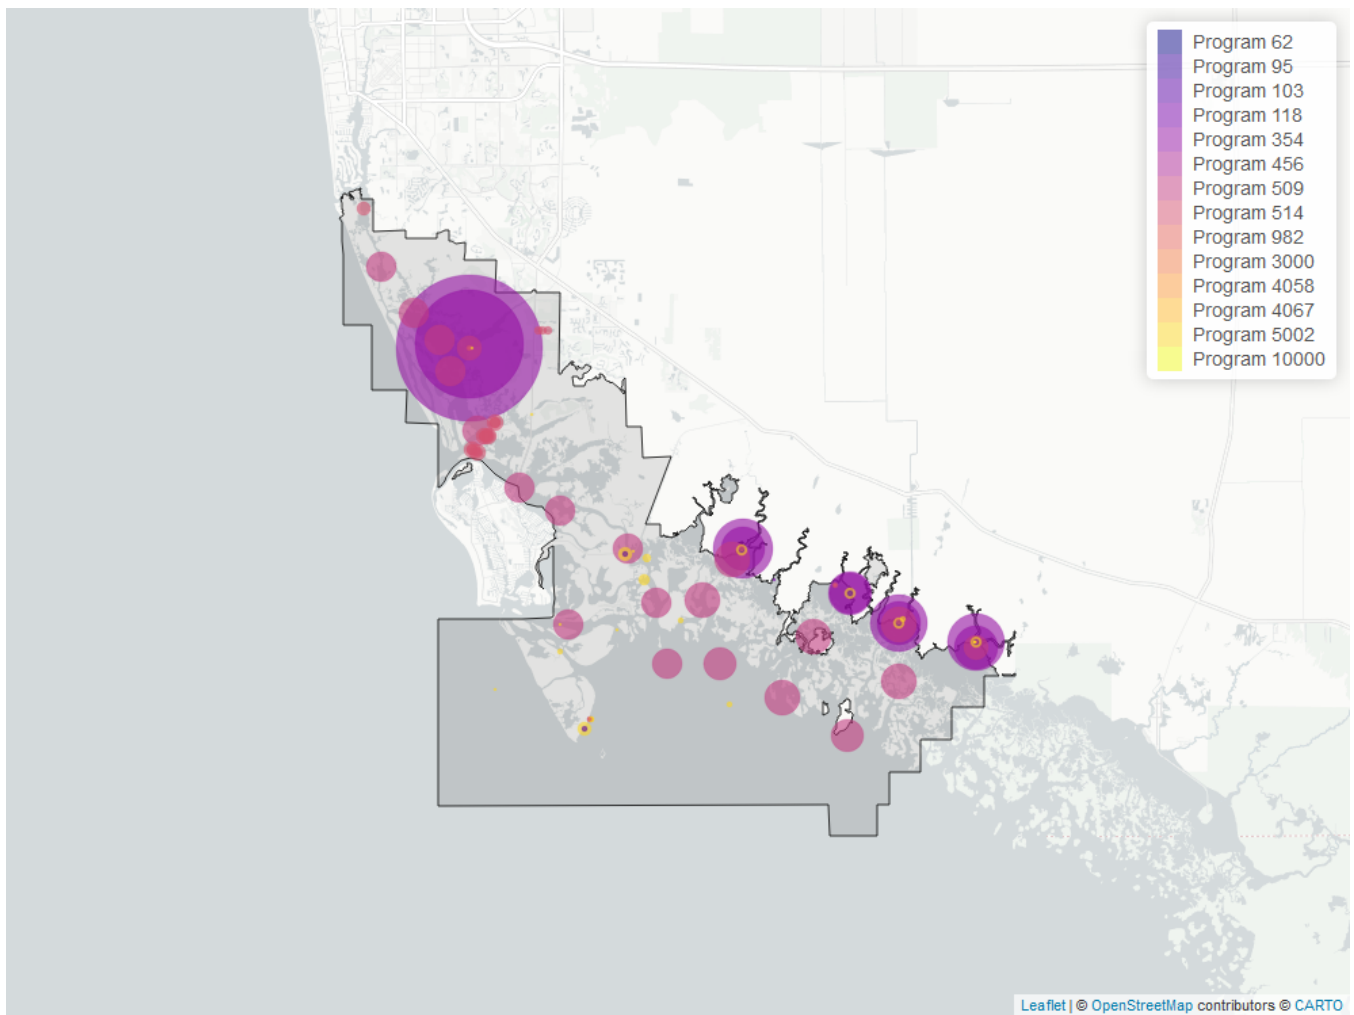 Program 62
Program 95
Program 103
Program 118
Program 354
Program 456
Program 509
Program 514
Program 982
Program 3000
Program 4058
Program 4067
Program 5002
Program 10000
Leaflet | © OpenStreetMap contributors © CARTO